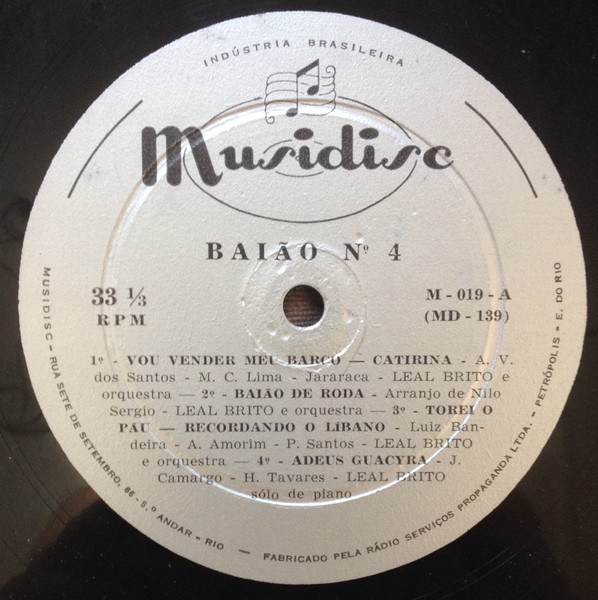 INDÚSTRIA BRASILEIRA
Musidisc
BAIÃO Nº 4
33 ⅓
RPM
M - 019 - A
(MD - 139)
1º - VOU VENDER MEU BARCO — CATIRINA - A. V.
dos Santos - M. C. Lima - Jararaca - LEAL BRITO e
orquestra — 2º - BAIÃO DE RODA - Arranjo de Nilo
Sergio - LEAL BRITO e orquestra — 3º - TOREI O
PAU — RECORDANDO O LÍBANO - Luiz Ban-
deira - A. Amorim - P. Santos - LEAL BRITO
e orquestra — 4º - ADEUS GUACYRA - J.
Camargo - H. Tavares - LEAL BRITO
sólo de piano
MUSIDISC - RUA SETE DE SETEMBRO, 66 - 5.º ANDAR - RIO — FABRICADO PELA RÁDIO SERVIÇOS PROPAGANDA LTDA. - PETRÓPOLIS - E. DO RIO